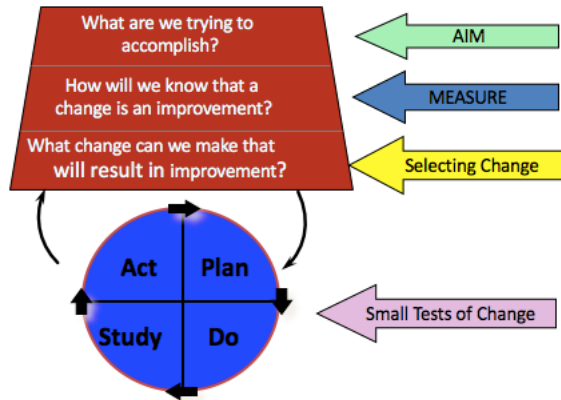 What are we trying to
accomplish?
AIM
How will we know that a
change is an improvement?
MEASURE
What change can we make that
will result in improvement?
Selecting Change
Act
Plan
Study
Do
Small Tests of Change